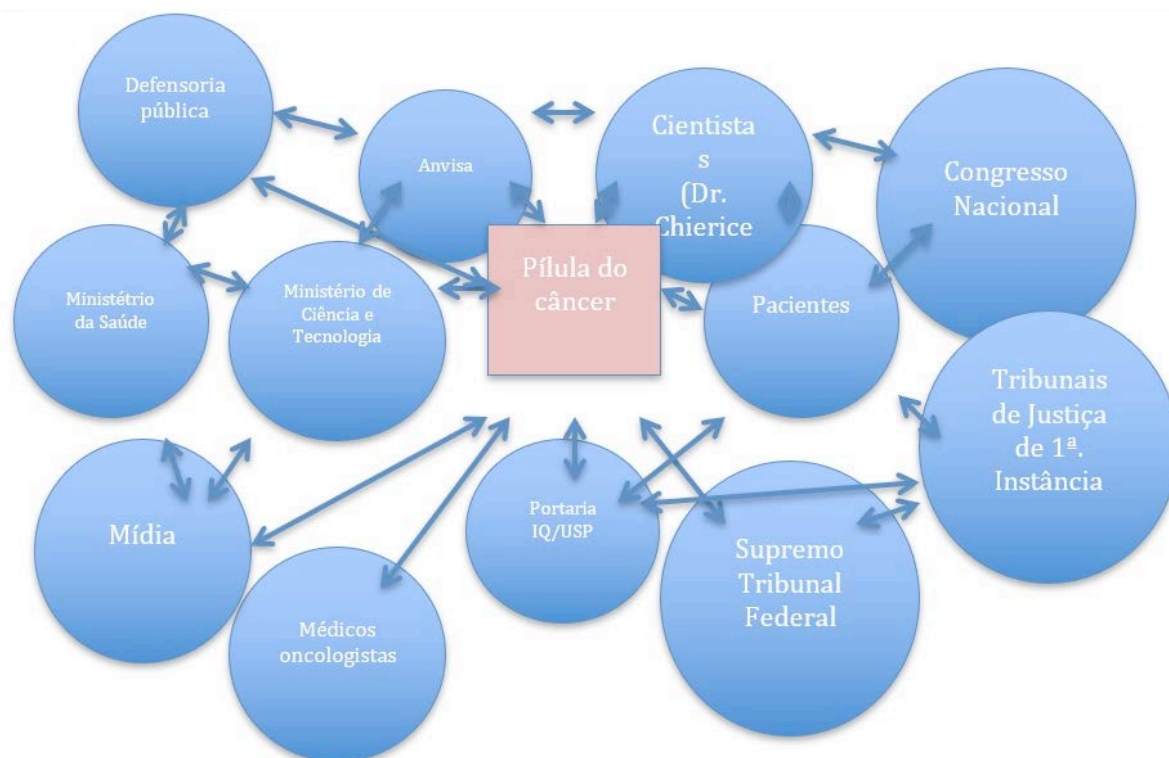 Defensoria
pública
Anvisa
Cientista
s
(Dr.
Chierice
Congresso
Nacional
Ministétrio
da Saúde
Ministério de
Ciência e
Tecnologia
Pílula do
câncer
Pacientes
Tribunais
de Justiça
de 1ª.
Instância
Mídia
Médicos
oncologistas
Portaria
IQ/USP
Supremo
Tribunal
Federal